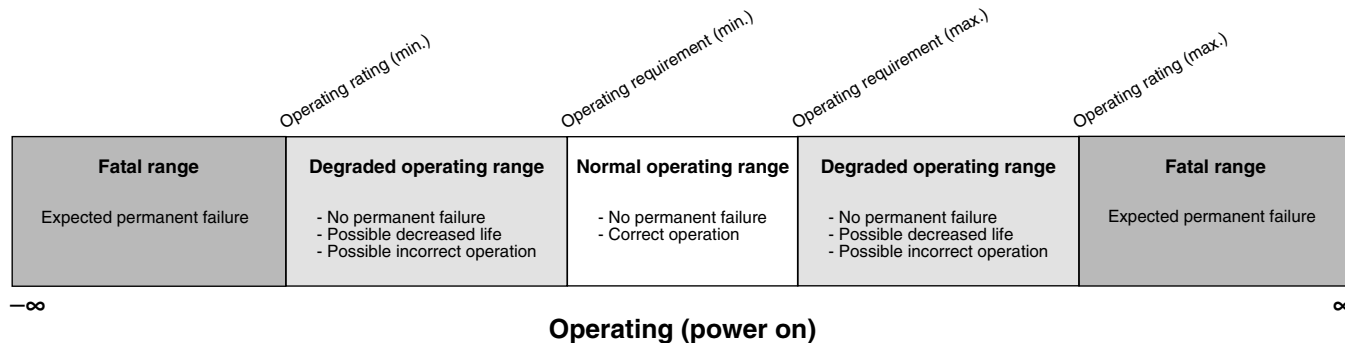 Operating rating (min.)
Operating requirement (min.)
Operating requirement (max.)
Operating rating (max.)
Fatal range
Expected permanent failure
Degraded operating range
- No permanent failure
- Possible decreased life
- Possible incorrect operation
Normal operating range
- No permanent failure
- Correct operation
Degraded operating range
- No permanent failure
- Possible decreased life
- Possible incorrect operation
Fatal range
Expected permanent failure
–∞
∞
Operating (power on)